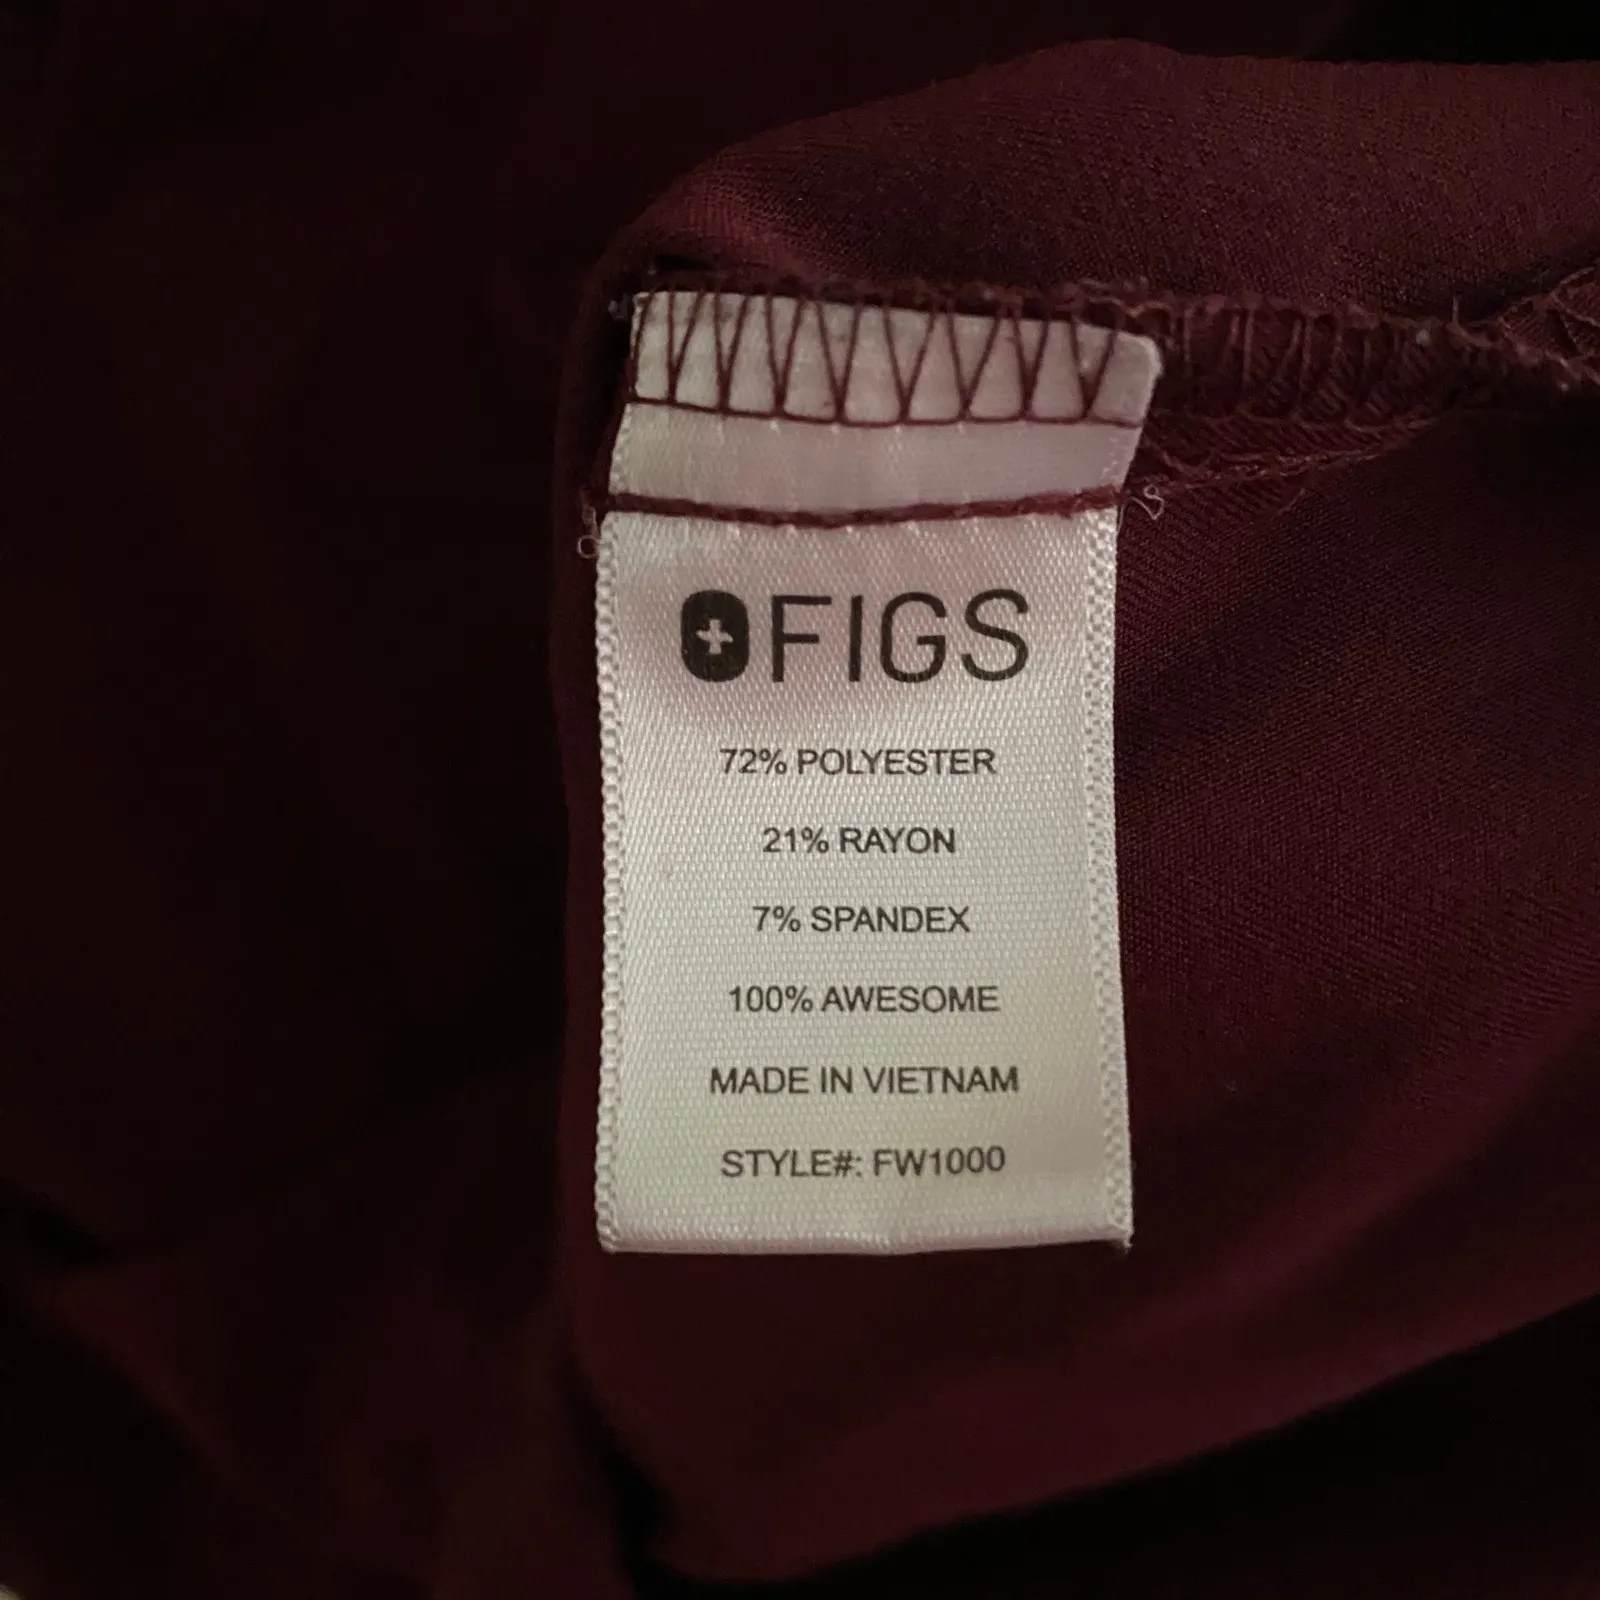 FIGS
72% POLYESTER
21% RAYON
7% SPANDEX
100% AWESOME
MADE IN VIETNAM
STYLE#: FW1000